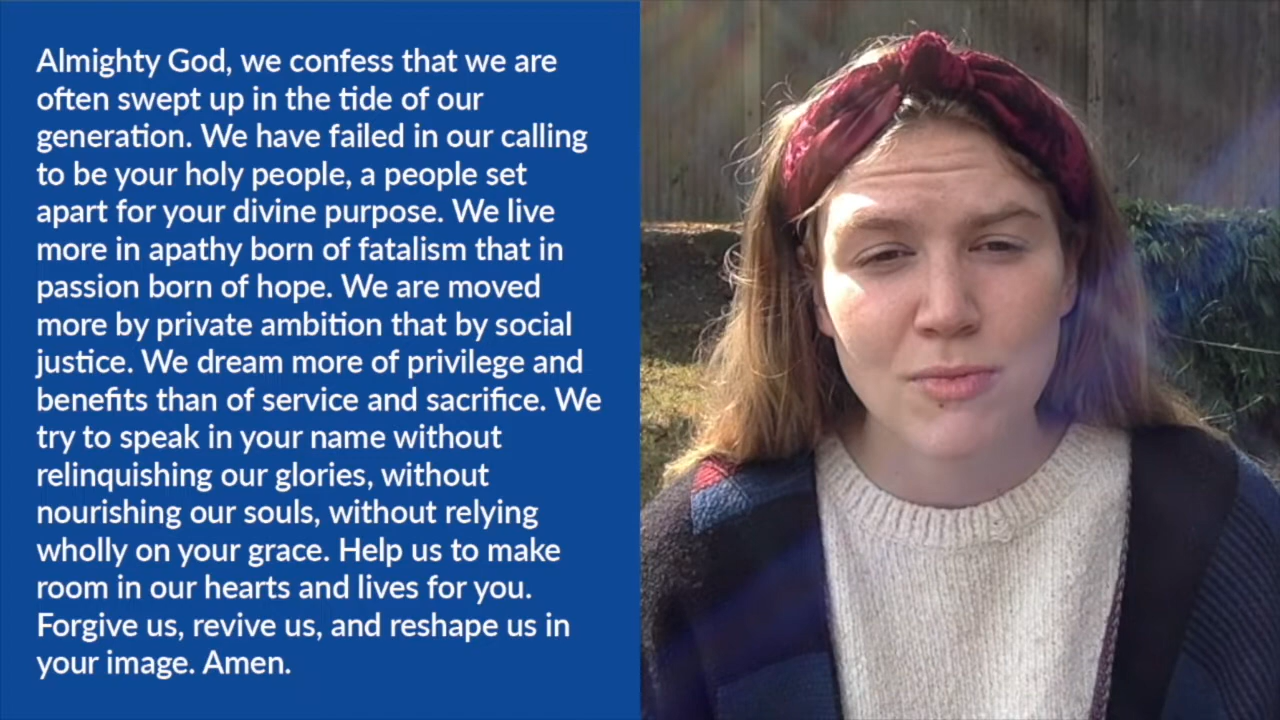 Almighty God, we confess that we are
often swept up in the tide of our
generation. We have failed in our calling
to be your holy people, a people set
apart for your divine purpose. We live
more in apathy born of fatalism that in
passion born of hope. We are moved
more by private ambition that by social
justice. We dream more of privilege and
benefits than of service and sacrifice. We
try to speak in your name without
relinquishing our glories, without
nourishing our souls, without relying
wholly on your grace. Help us to make
room in our hearts and lives for you.
Forgive us, revive us, and reshape us in
your image. Amen.